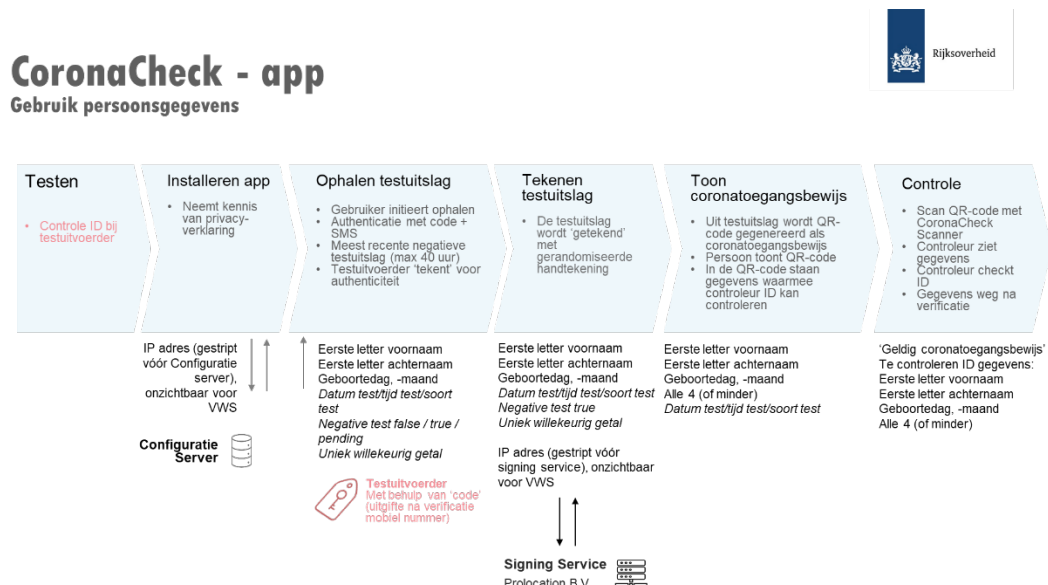 Rijksoverheid
CoronaCheck - app
Gebruik persoonsgegevens
Testen
• Controle ID bij
testuitvoerder
Installeren app
• Neemt kennis
van privacy-
verklaring
Ophalen testuitslag
• Gebruiker initieert ophalen
• Authenticatie met code +
SMS
• Meest recente negatieve
testuitslag (max 40 uur)
• Testuitvoerder 'tekent' voor
authenticiteit
Tekenen
testuitslag
• De testuitslag
wordt 'getekend'
met
gerandomiseerde
handtekening
Toon
coronatoegangsbewijs
• Uit testuitslag wordt QR-
code gegenereerd als
coronatoegangsbewijs
• Persoon toont QR-code
• In de QR-code staan
gegevens waarmee
controleur ID kan
controleren
Controle
• Scan QR-code met
CoronaCheck
Scanner
• Controleur ziet
gegevens
• Controleur checkt
ID
• Gegevens weg na
verificatie
IP adres (gestript
vóór Configuratie
server),
onzichtbaar voor
VWS
Configuratie
Server
Eerste letter voornaam
Eerste letter achternaam
Geboortedag, -maand
Datum test/tijd test/soort
test
Negative test false / true /
pending
Uniek willekeurig getal
Testuitvoerder
Met behulp van 'code'
(uitgifte na verificatie
mobiel nummer)
Eerste letter voornaam
Eerste letter achternaam
Geboortedag, -maand
Datum test/tijd test/soort test
Negative test true
Uniek willekeurig getal
IP adres (gestript vóór
signing service), onzichtbaar
voor VWS
Signing Service
Prolocation B.V.
Eerste letter voornaam
Eerste letter achternaam
Geboortedag, -maand
Alle 4 (of minder)
Datum test/tijd test/soort test
'Geldig coronatoegangsbewijs'
Te controleren ID gegevens:
Eerste letter voornaam
Eerste letter achternaam
Geboortedag, -maand
Alle 4 (of minder)